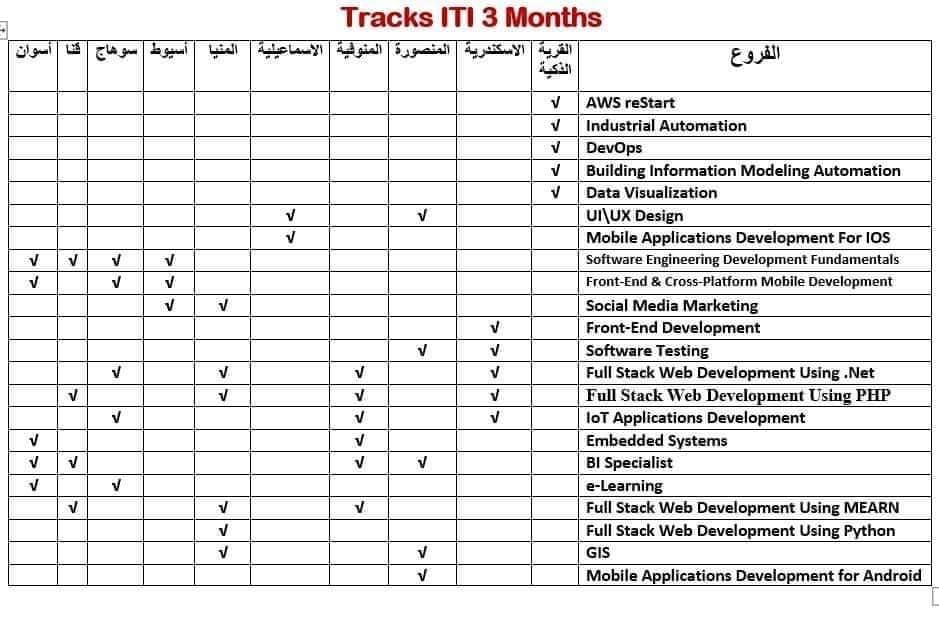 Tracks ITI 3 Months
الفروع القرية الذكية الاسكندرية المنصورة المنوفية الاسماعيلية المنيا أسيوط سوهاج قنا أسوان
√ AWS reStart
√ Industrial Automation
√ DevOps
√ Building Information Modeling Automation
√ Data Visualization
√ √ UI\UX Design
√ Mobile Applications Development For IOS
√ √ √ √ Software Engineering Development Fundamentals
√ √ √ Front-End & Cross-Platform Mobile Development
√ √ Social Media Marketing
√ Front-End Development
√ √ Software Testing
√ √ √ √ Full Stack Web Development Using .Net
√ √ √ √ Full Stack Web Development Using PHP
√ √ √ IoT Applications Development
√ √ Embedded Systems
√ √ √ √ BI Specialist
√ √ e-Learning
√ √ √ Full Stack Web Development Using MEARN
√ Full Stack Web Development Using Python
√ √ GIS
√ Mobile Applications Development for Android